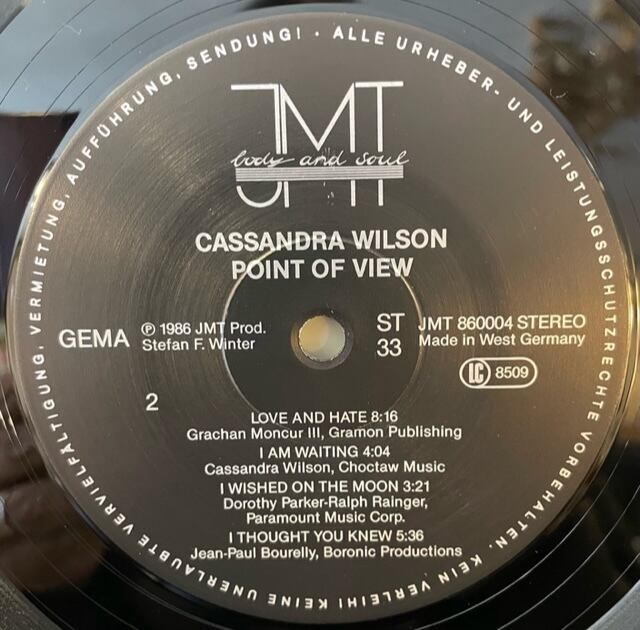 ALLE URHEBER- UND LEISTUNGSSCHUTZRECHTE VORBEHALTEN. KEIN VERLEIH! KEINE UNERLAUBTE VERVIELFÄLTIGUNG, VERMIETUNG, AUFFÜHRUNG, SENDUNG! ·
JMT
body and soul
CASSANDRA WILSON
POINT OF VIEW
GEMA
℗ 1986 JMT Prod.
Stefan F. Winter
ST
33
JMT 860004 STEREO
Made in West Germany
LC 8509
2
LOVE AND HATE 8:16
Grachan Moncur III, Gramon Publishing
I AM WAITING 4:04
Cassandra Wilson, Choctaw Music
I WISHED ON THE MOON 3:21
Dorothy Parker-Ralph Rainger,
Paramount Music Corp.
I THOUGHT YOU KNEW 5:36
Jean-Paul Bourelly, Boronic Productions